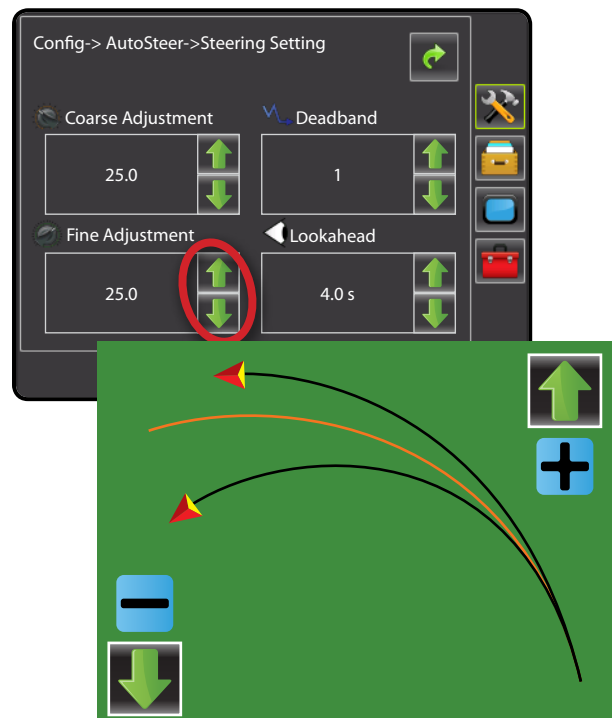 Config-> AutoSteer->Steering Setting
Coarse Adjustment
Deadband
25.0
1
Fine Adjustment
Lookahead
25.0
4.0 s